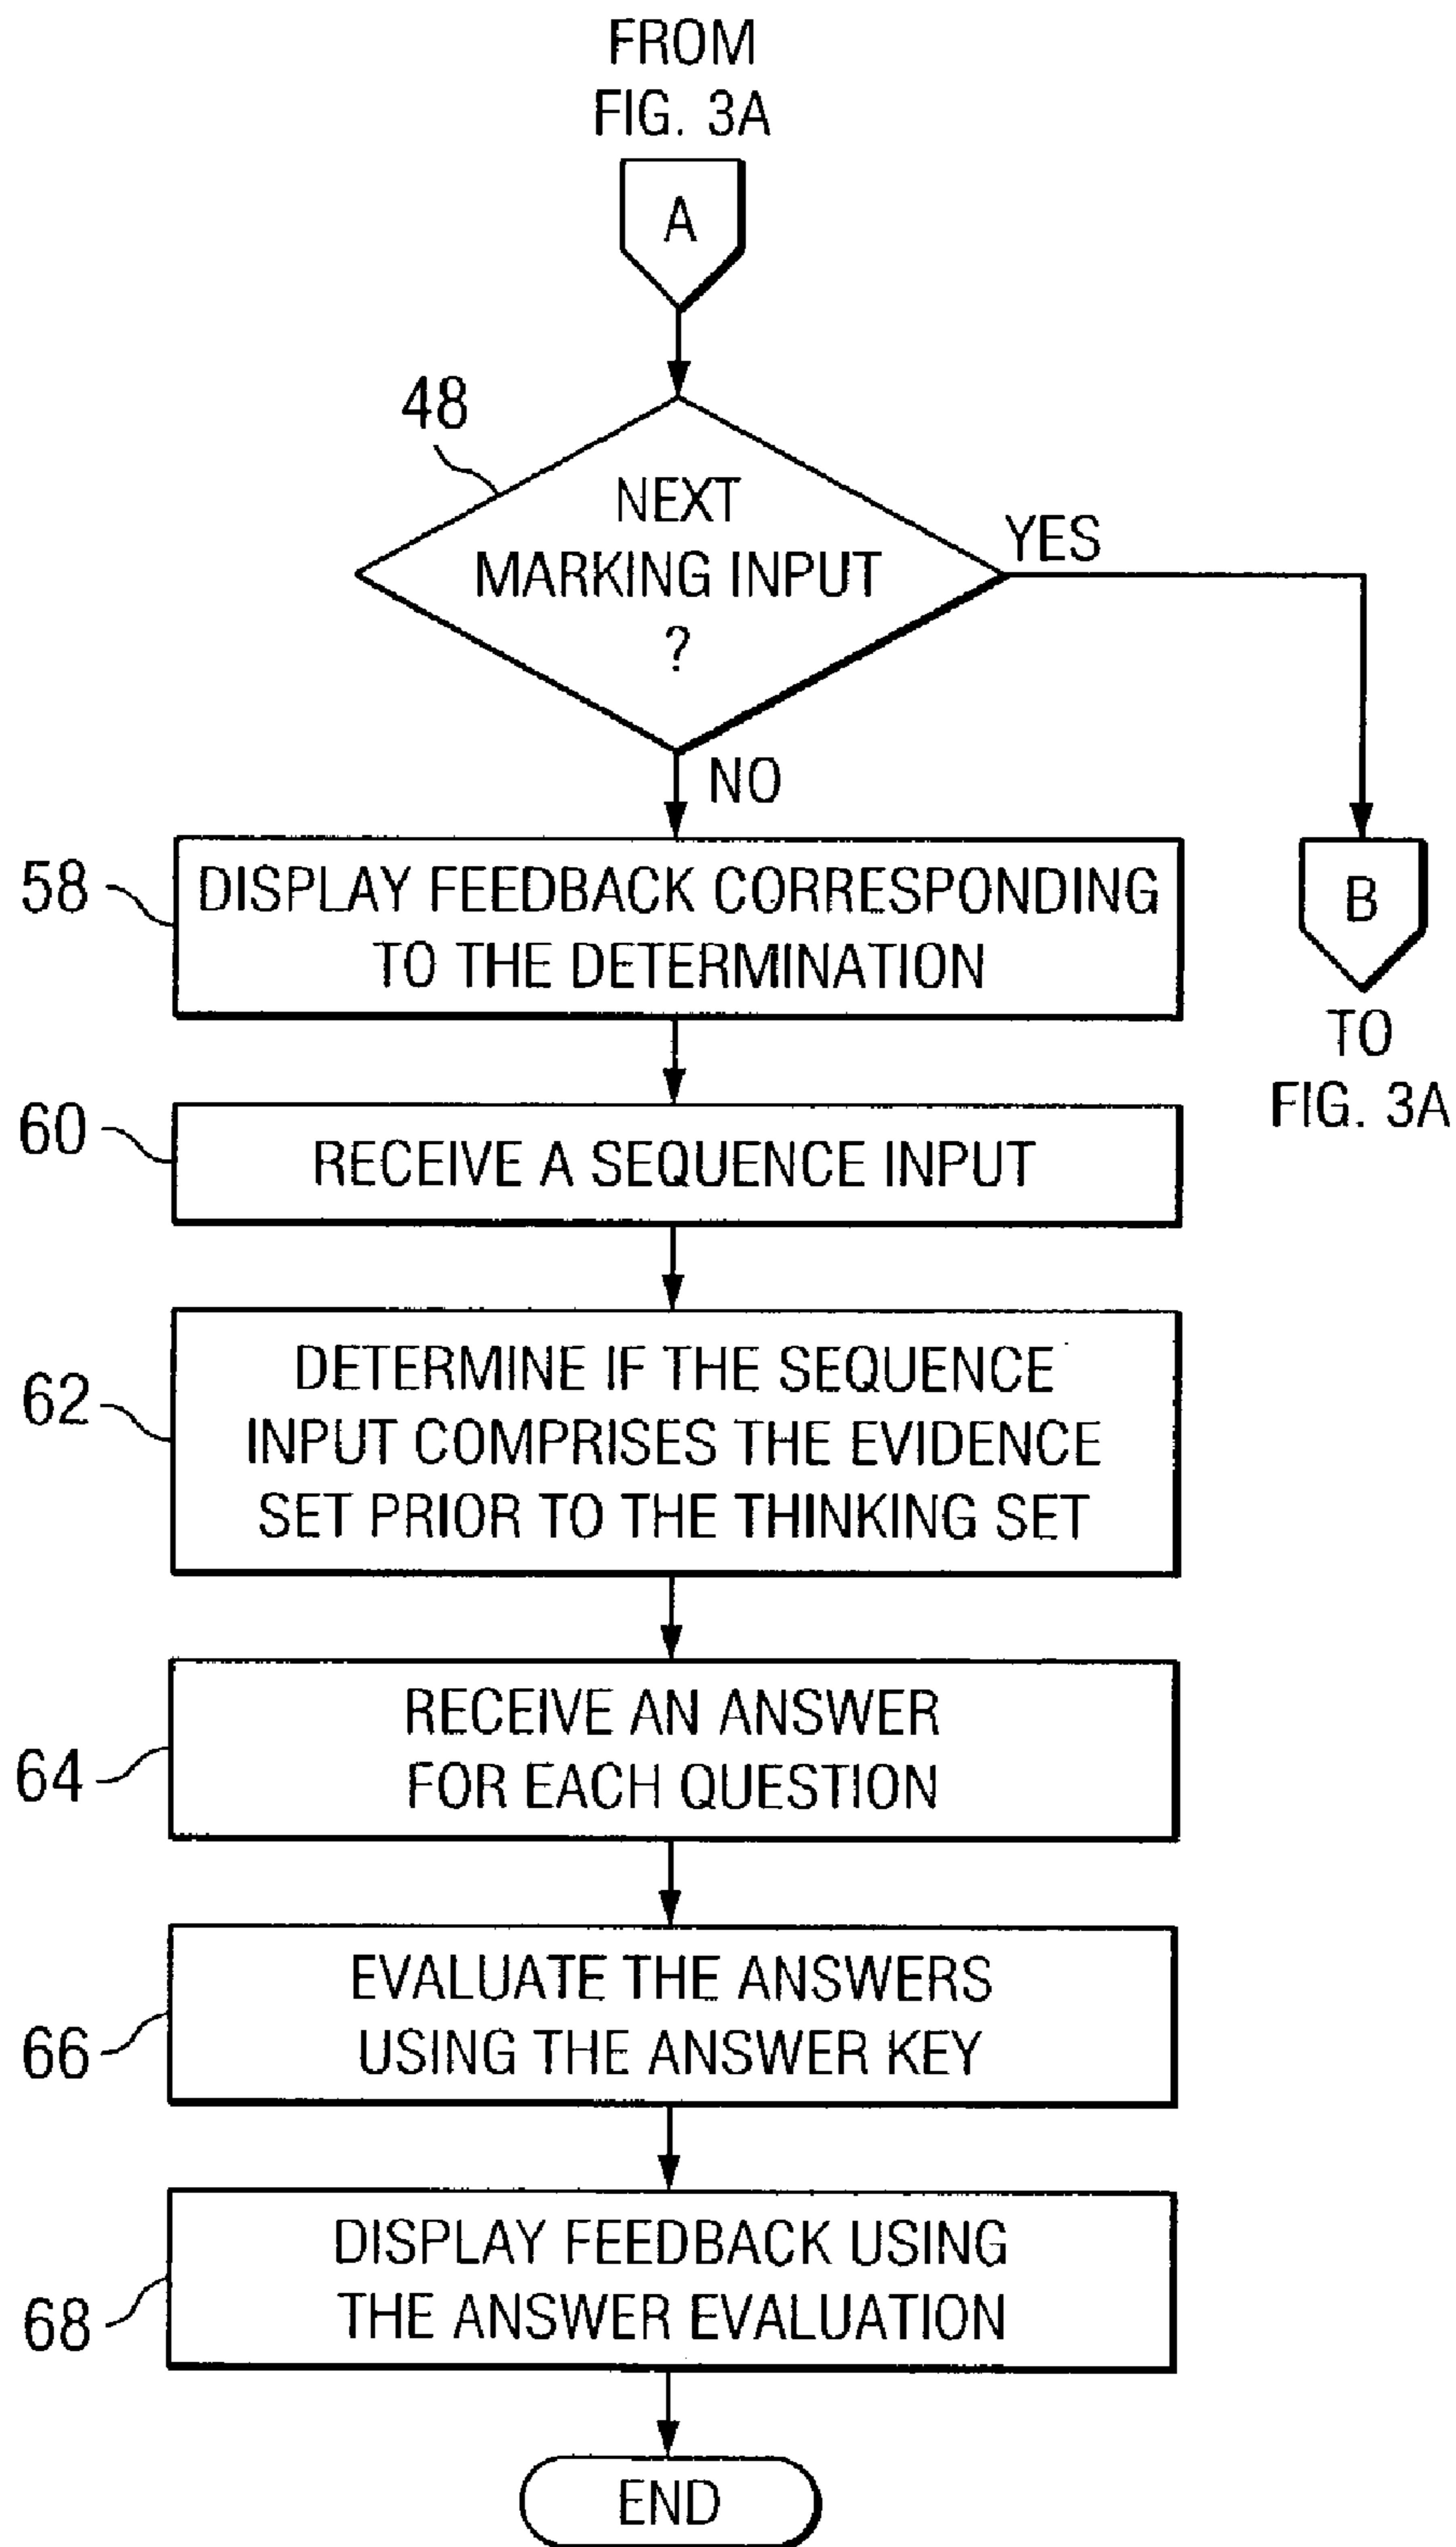 FROM
FIG. 3A
A
48
NEXT
MARKING INPUT
?
YES
NO
B
TO
FIG. 3A
58
DISPLAY FEEDBACK CORRESPONDING
TO THE DETERMINATION
60
RECEIVE A SEQUENCE INPUT
62
DETERMINE IF THE SEQUENCE
INPUT COMPRISES THE EVIDENCE
SET PRIOR TO THE THINKING SET
64
RECEIVE AN ANSWER
FOR EACH QUESTION
66
EVALUATE THE ANSWERS
USING THE ANSWER KEY
68
DISPLAY FEEDBACK USING
THE ANSWER EVALUATION
END